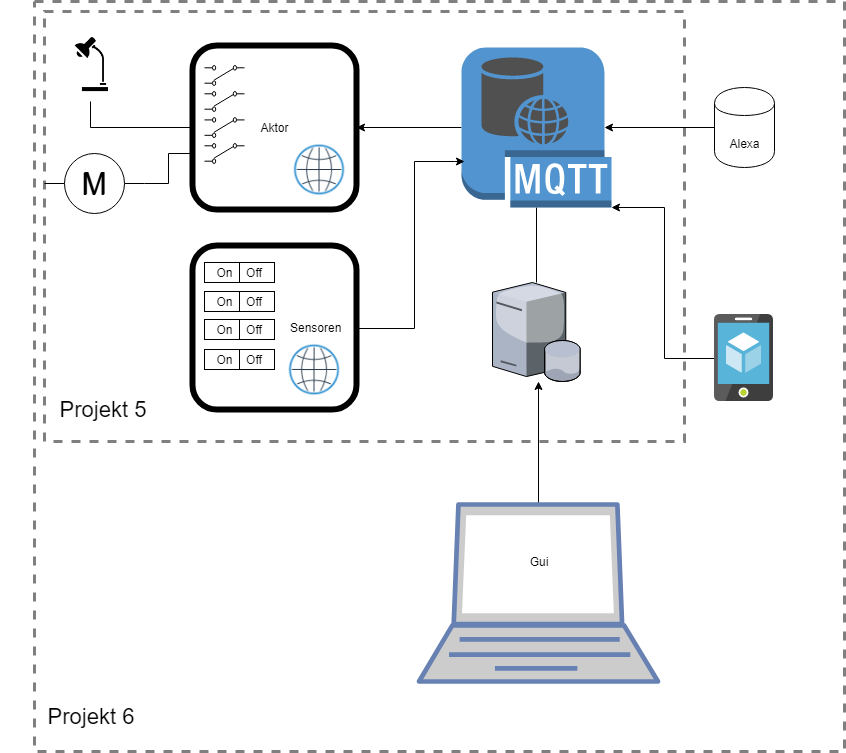 Aktor
M
MQTT
Alexa
On Off
On Off
On Off
On Off
Sensoren
Projekt 5
Gui
Projekt 6